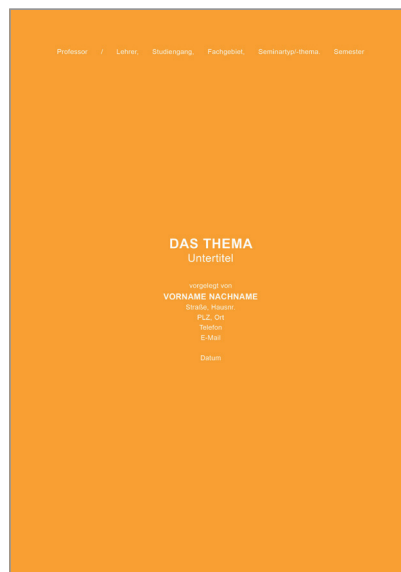 Professor / Lehrer, Studiengang, Fachgebiet, Seminartyp/-thema, Semester
DAS THEMA
Untertitel
vorgelegt von
VORNAME NACHNAME
Straße, Hausnr.
PLZ, Ort
Telefon
E-Mail
Datum